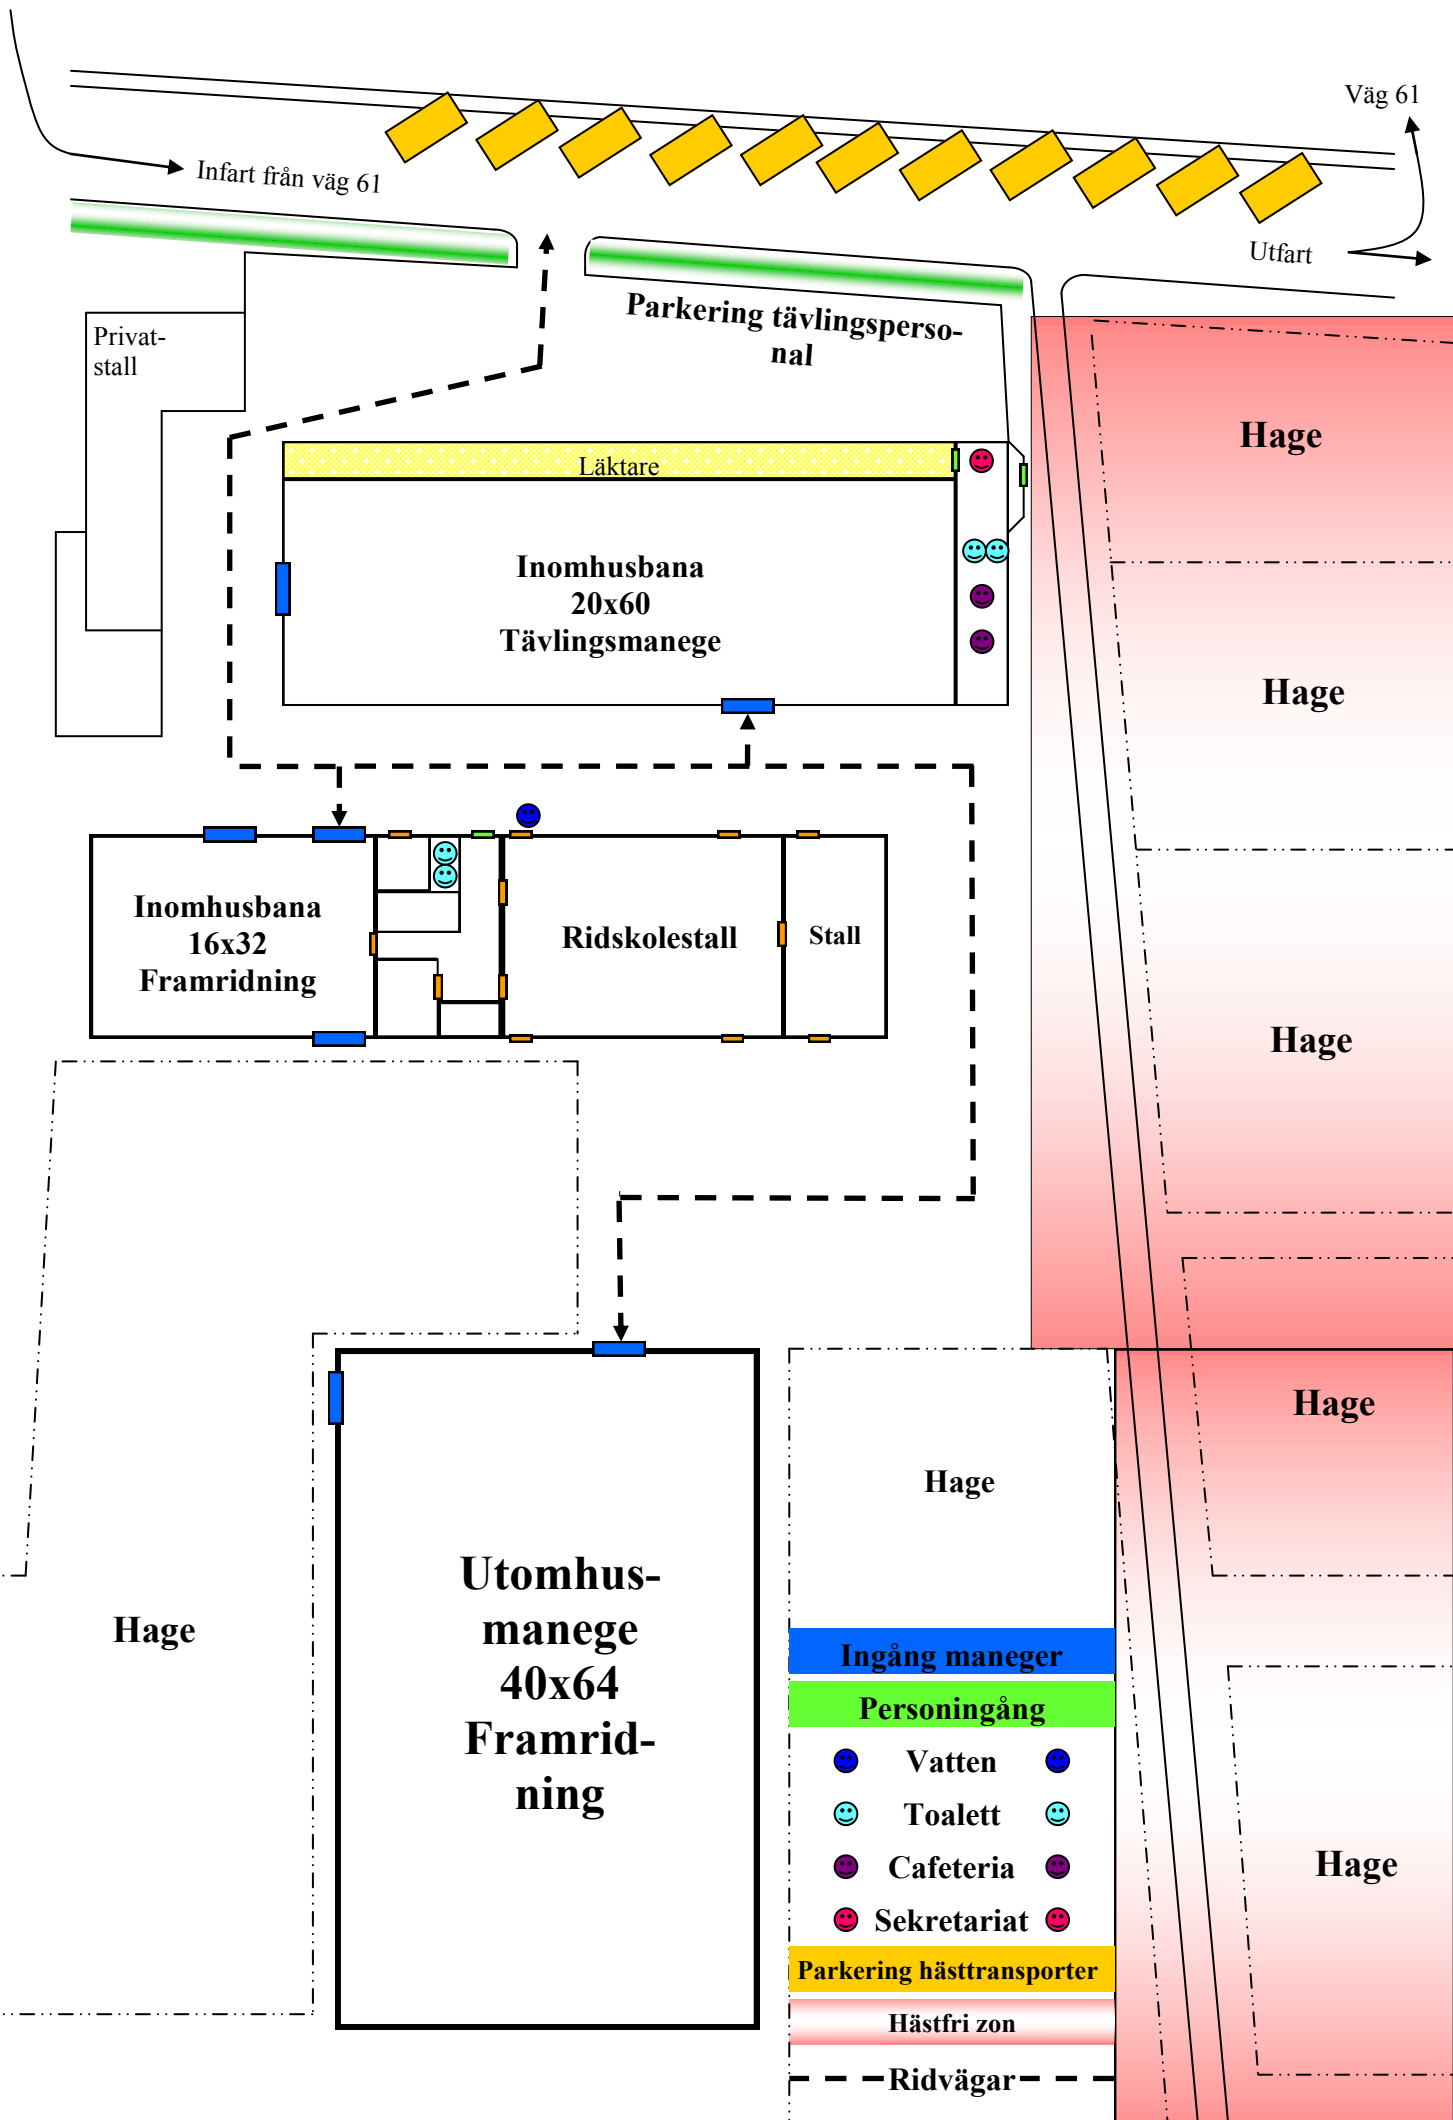 Väg 61
Infart från väg 61
Utfart
Parkering tävlingsperso-
nal
Privat-
stall
Hage
Läktare
Inomhusbana
20x60
Tävlingsmanege
Hage
Inomhusbana
16x32
Framridning
Ridskolestall
Stall
Hage
Hage
Hage
Utomhus-
manege
40x64
Framrid-
ning
Hage
Ingång maneger
Personingång
Vatten
Toalett
Cafeteria
Sekretariat
Parkering hästtransporter
Hästfri zon
Ridvägar
Hage